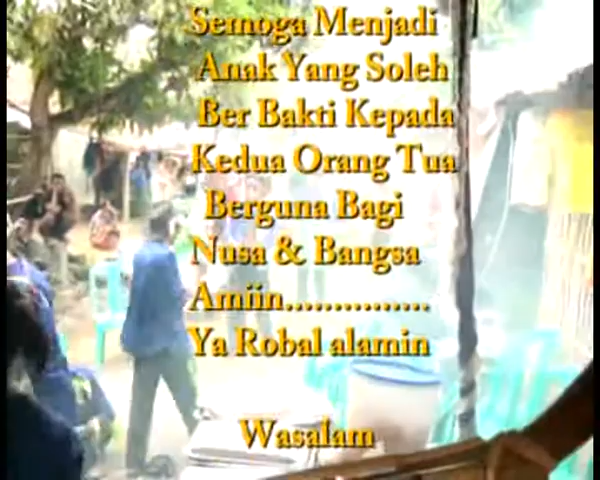 Semoga Menjadi
Anak Yang Soleh
Ber Bakti Kepada
Kedua Orang Tua
Berguna Bagi
Nusa & Bangsa
Amiin...............
Ya Robal alamin
Wasalam